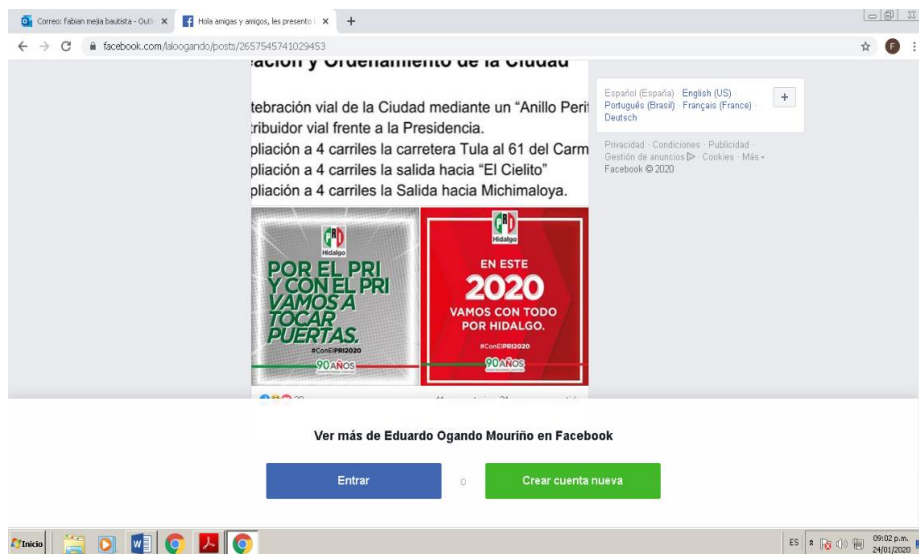 Correo: fabian mejia bautista - Outl
Hola amigas y amigos, les presento
facebook.com/laloogando/posts/2657545741029453
F
Ordenamiento de la Ciudad
tebración vial de la Ciudad mediante un "Anillo Peri
ribuidor vial frente a la Presidencia.
pliación a 4 carriles la carretera Tula al 61 del Carm
pliación a 4 carriles la salida hacia "El Cielito"
pliación a 4 carriles la Salida hacia Michimaloya.
Español (España) · English (US) ·
Português (Brasil) · Français (France) ·
Deutsch
+
Privacidad · Condiciones · Publicidad ·
Gestión de anuncios · Cookies · Más
Facebook © 2020
PRI
Hidalgo
POR EL PRI
Y CON EL PRI
VAMOS A
TOCAR
PUERTAS.
#ConElPRI2020
90 AÑOS
PRI
Hidalgo
EN ESTE
2020
VAMOS CON TODO
POR HIDALGO.
#ConElPRI2020
90 AÑOS
Ver más de Eduardo Ogando Mouriño en Facebook
Entrar
o
Crear cuenta nueva
Inicio
ES
09:02 p.m.
24/01/2020